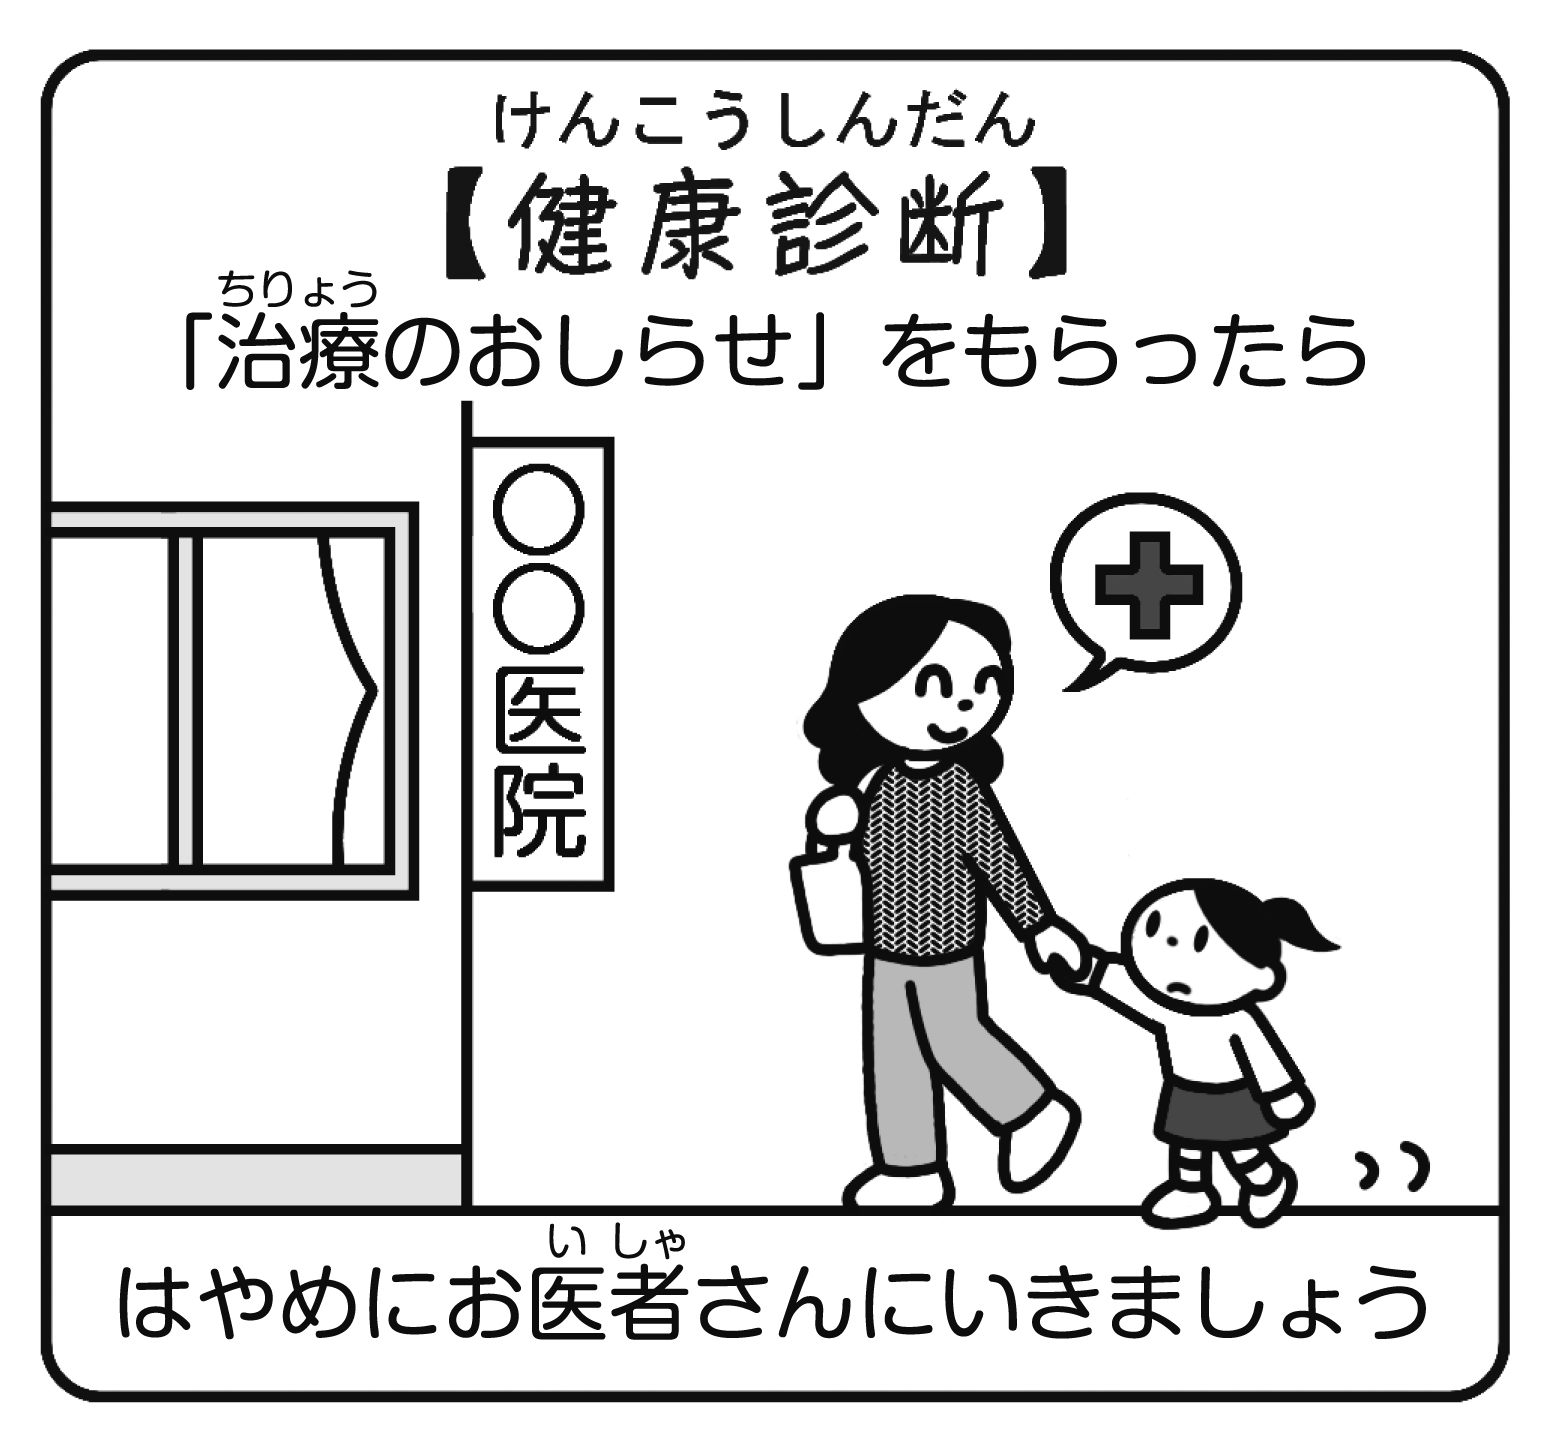 けんこうしんだん
【健康診断】
ちりょう
「治療のおしらせ」をもらったら
〇〇医院
いしゃ
はやめにお医者さんにいきましょう